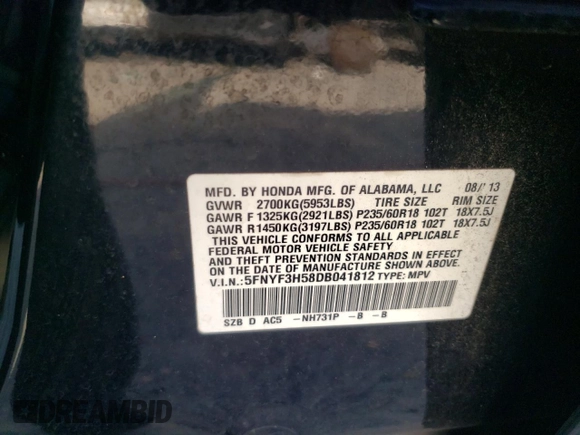 MFD. BY HONDA MFG. OF ALABAMA, LLC 08/'13
GVWR 2700KG(5953LBS) TIRE SIZE RIM SIZE
GAWR F 1325KG(2921LBS) P235/60R18 102T 18X7.5J
GAWR R1450KG(3197LBS) P235/60R18 102T 18X7.5J
THIS VEHICLE CONFORMS TO ALL APPLICABLE
FEDERAL MOTOR VEHICLE SAFETY
AND THEFT PREVENTION STANDARDS IN EFFECT
ON THE DATE OF MANUFACTURE SHOWN ABOVE.
V.I.N.:5FNYF3H58DB041812 TYPE: MPV
SZB D AC5 -NH731P -B -B
DREAMBID